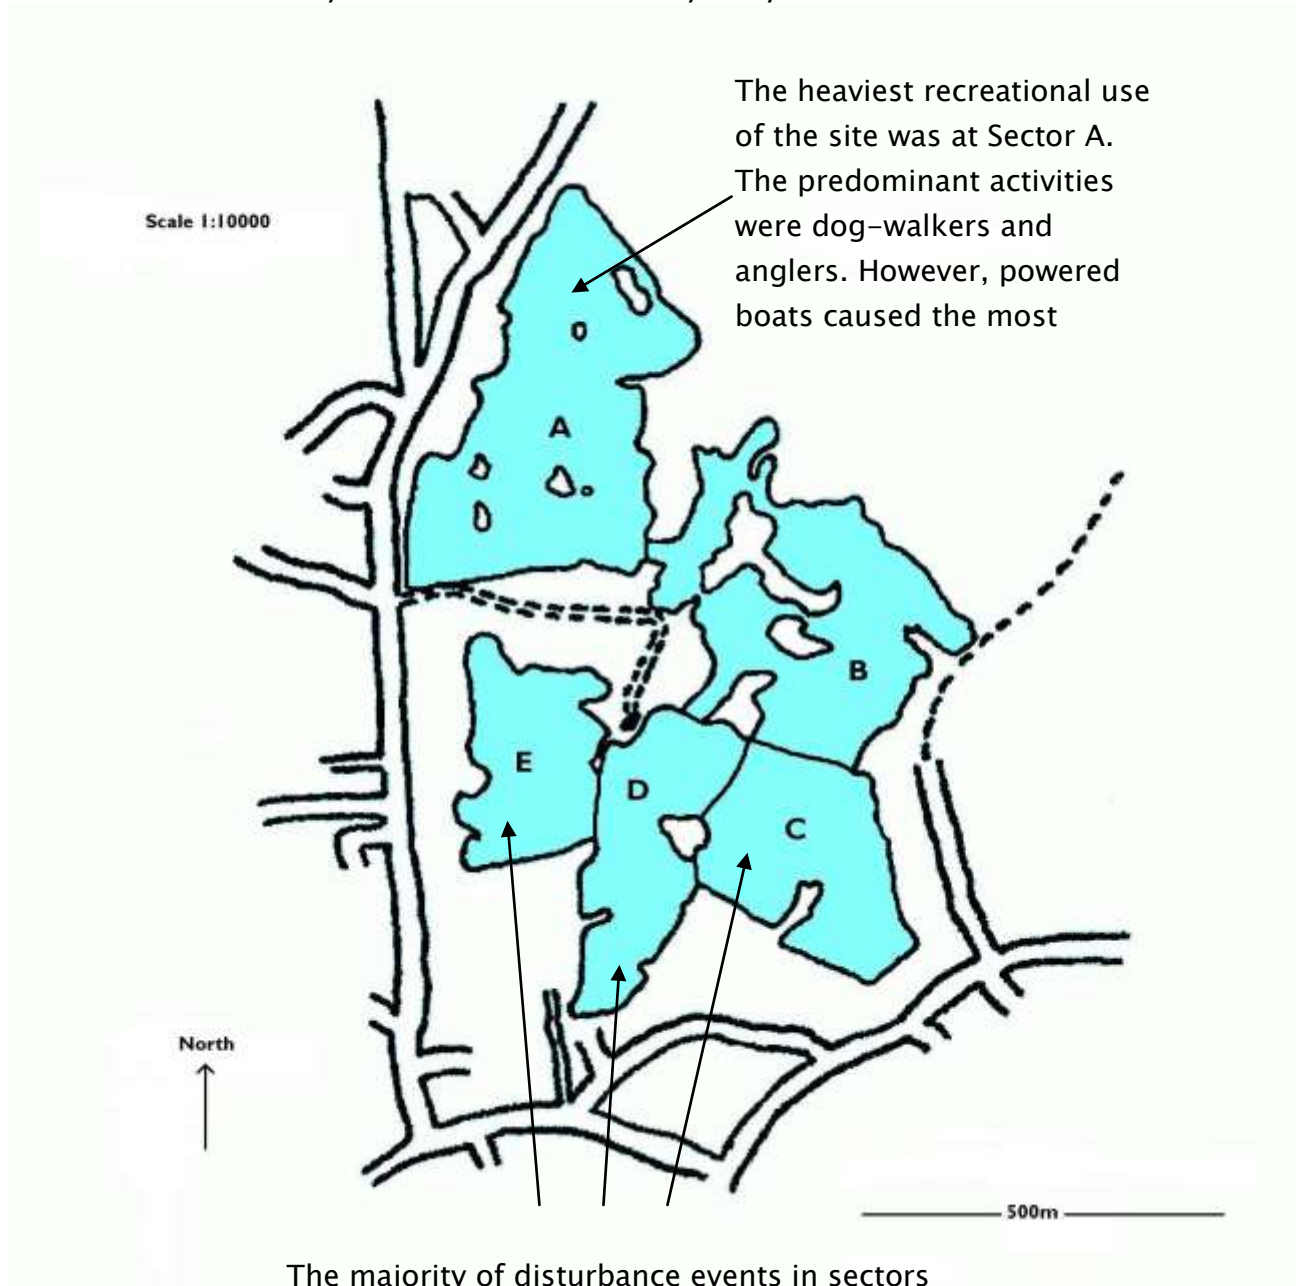 The heaviest recreational use
of the site was at Sector A.
The predominant activities
were dog-walkers and
anglers. However, powered
boats caused the most
Scale 1:10000
A
B
E
D
C
North
500m
The majority of disturbance events in sectors